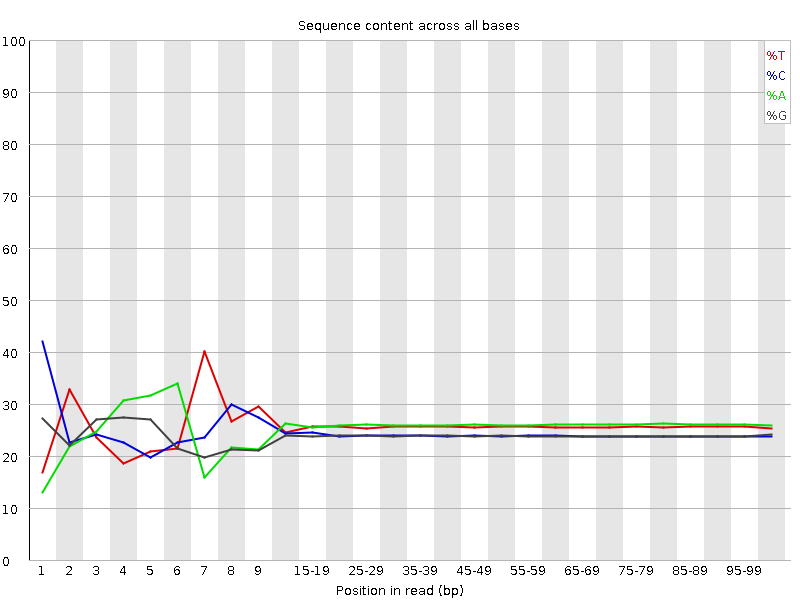 Sequence content across all bases
%T
%C
%A
%G
100
90
80
70
60
50
40
30
20
10
0
1 2 3 4 5 6 7 8 9 15-19 25-29 35-39 45-49 55-59 65-69 75-79 85-89 95-99
Position in read (bp)